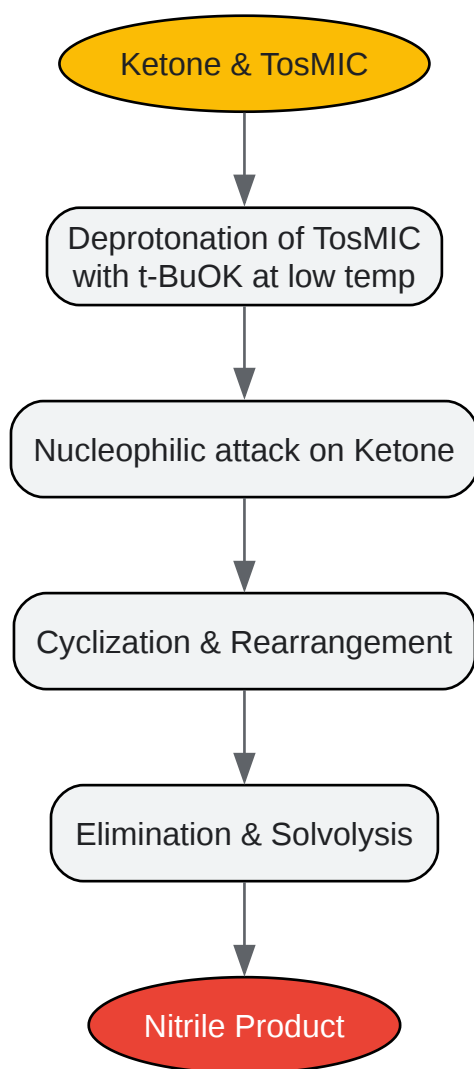 Ketone & TosMIC
Deprotonation of TosMIC
with t-BuOK at low temp
Nucleophilic attack on Ketone
Cyclization & Rearrangement
Elimination & Solvolysis
Nitrile Product